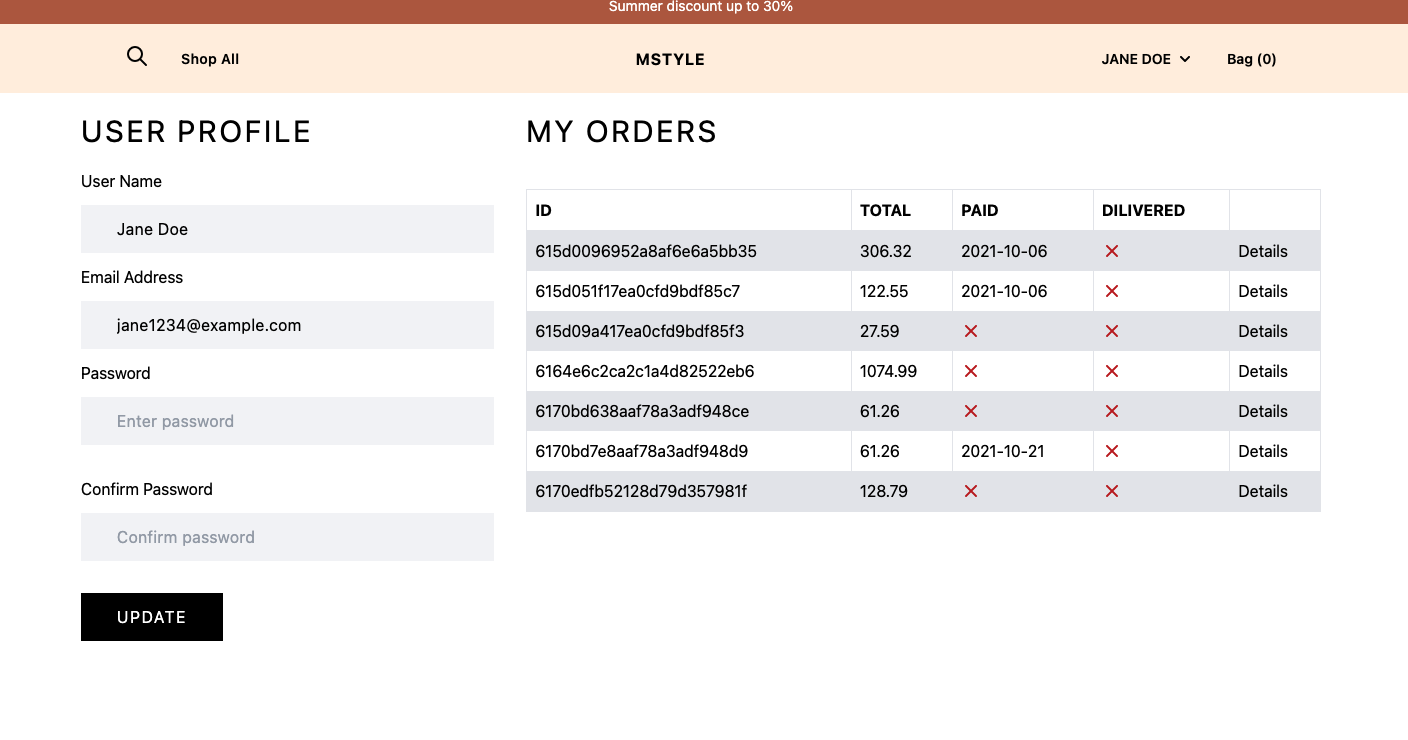 Summer discount up to 30%
Shop All
MSTYLE
JANE DOE
Bag (0)
USER PROFILE
User Name
Jane Doe
Email Address
jane1234@example.com
Password
Enter password
Confirm Password
Confirm password
UPDATE
MY ORDERS
ID TOTAL PAID DILIVERED
615d0096952a8af6e6a5bb35 306.32 2021-10-06 Details
615d051f17ea0cfd9bdf85c7 122.55 2021-10-06 Details
615d09a417ea0cfd9bdf85f3 27.59 Details
6164e6c2ca2c1a4d82522eb6 1074.99 Details
6170bd638aaf78a3adf948ce 61.26 Details
6170bd7e8aaf78a3adf948d9 61.26 2021-10-21 Details
6170edfb52128d79d357981f 128.79 Details